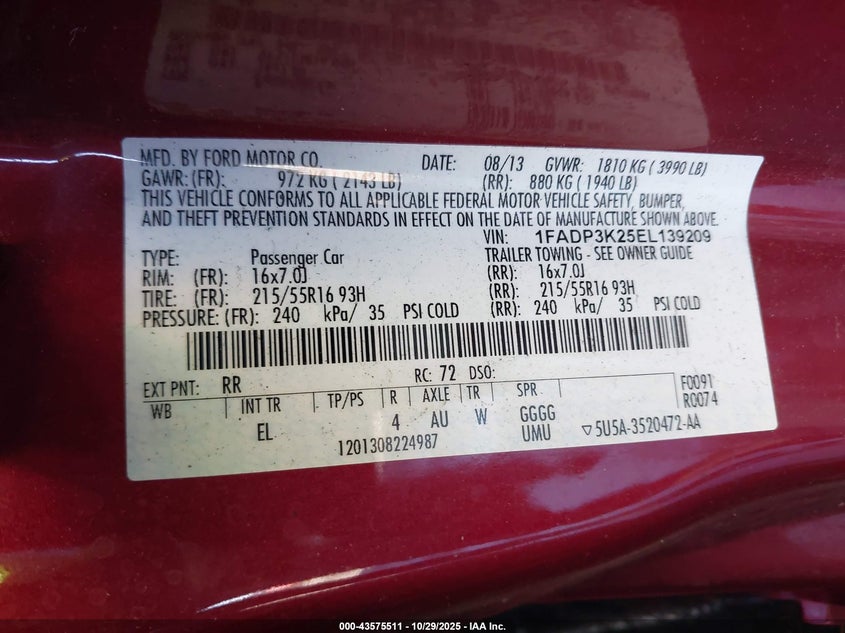 MFD. BY FORD MOTOR CO. DATE: 08/13 GVWR: 1810 KG ( 3990 LB)
GAWR: (FR): 972 KG ( 2143 LB) (RR): 880 KG ( 1940 LB)
THIS VEHICLE CONFORMS TO ALL APPLICABLE FEDERAL MOTOR VEHICLE SAFETY, BUMPER,
AND THEFT PREVENTION STANDARDS IN EFFECT ON THE DATE OF MANUFACTURE SHOWN ABOVE.
VIN: 1FADP3K25EL139209
TYPE: Passenger Car TRAILER TOWING - SEE OWNER GUIDE
RIM: (FR): 16x7.0J (RR): 16x7.0J
TIRE: (FR): 215/55R16 93H (RR): 215/55R16 93H
PRESSURE: (FR): 240 kPa/ 35 PSI COLD (RR): 240 kPa/ 35 PSI COLD
EXT PNT: RR RC: 72 DSO: F0091
WB INT TR TP/PS R AXLE TR SPR R0074
EL 4 AU W GGGG
UMU ▽5U5A-3520472-AA
1201308224987
000-43575511 - 10/29/2025 - IAA Inc.